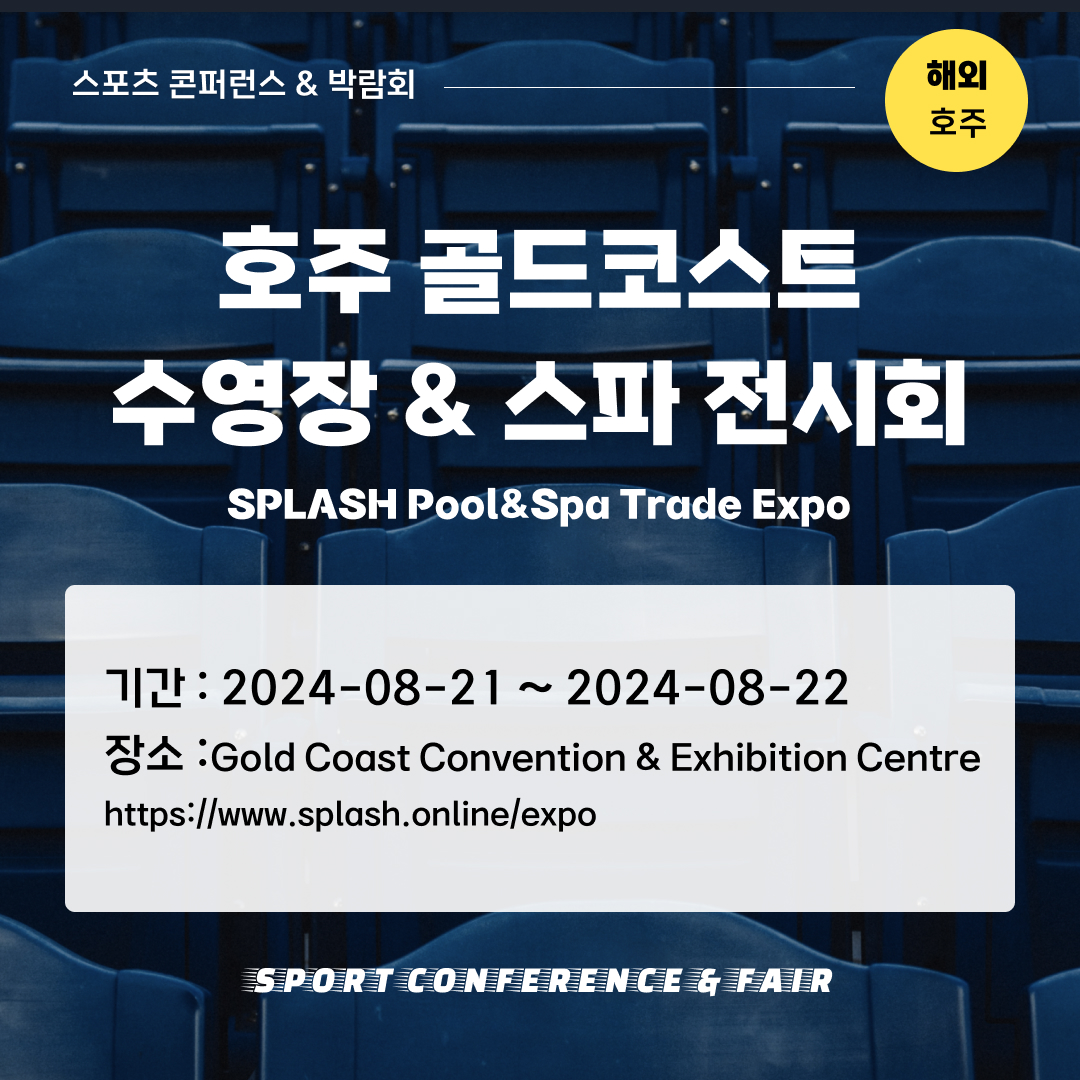 스포츠 콘퍼런스 & 박람회
해외
호주
호주 골드코스트
수영장 & 스파 전시회
SPLASH Pool&Spa Trade Expo
기간 : 2024-08-21 ~ 2024-08-22
장소 :Gold Coast Convention & Exhibition Centre
https://www.splash.online/expo
SPORT CONFERENCE & FAIR